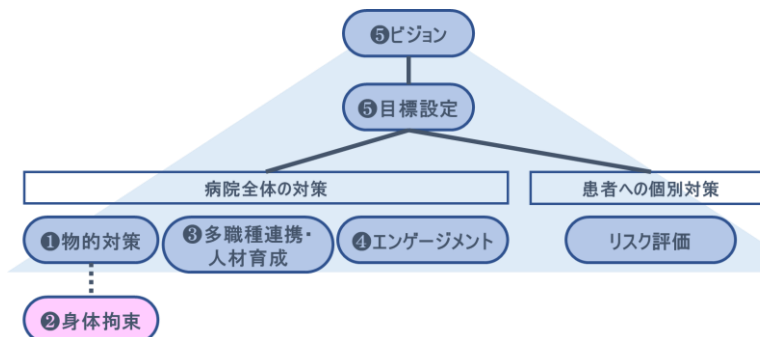 ❺ビジョン
❺目標設定
病院全体の対策
患者への個別対策
❶物的対策
❸多職種連携・
人材育成
❹エンゲージメント
リスク評価
❷身体拘束